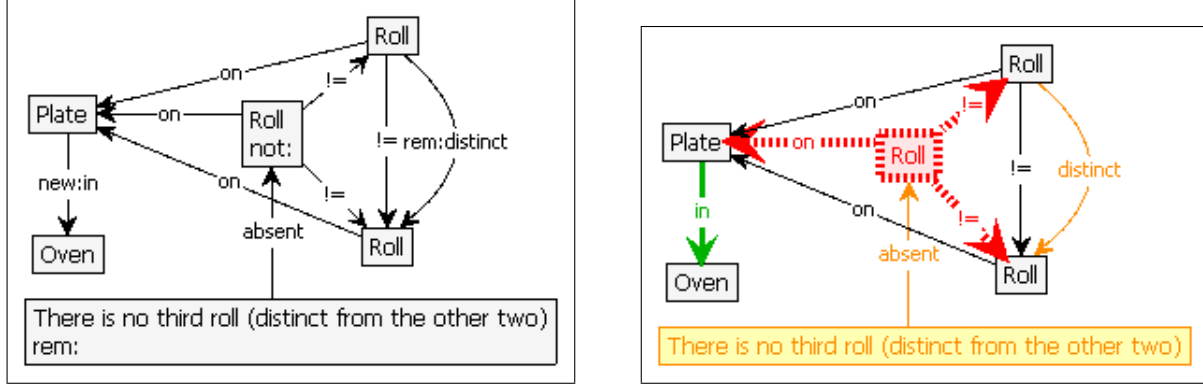 Roll
on
!=
Plate
on
Roll
not:
!= rem:distinct
new:in
on
!=
absent
Oven
Roll
There is no third roll (distinct from the other two)
rem:
Roll
on
!=
Plate
on
Roll
!=
distinct
in
on
!=
absent
Oven
Roll
There is no third roll (distinct from the other two)